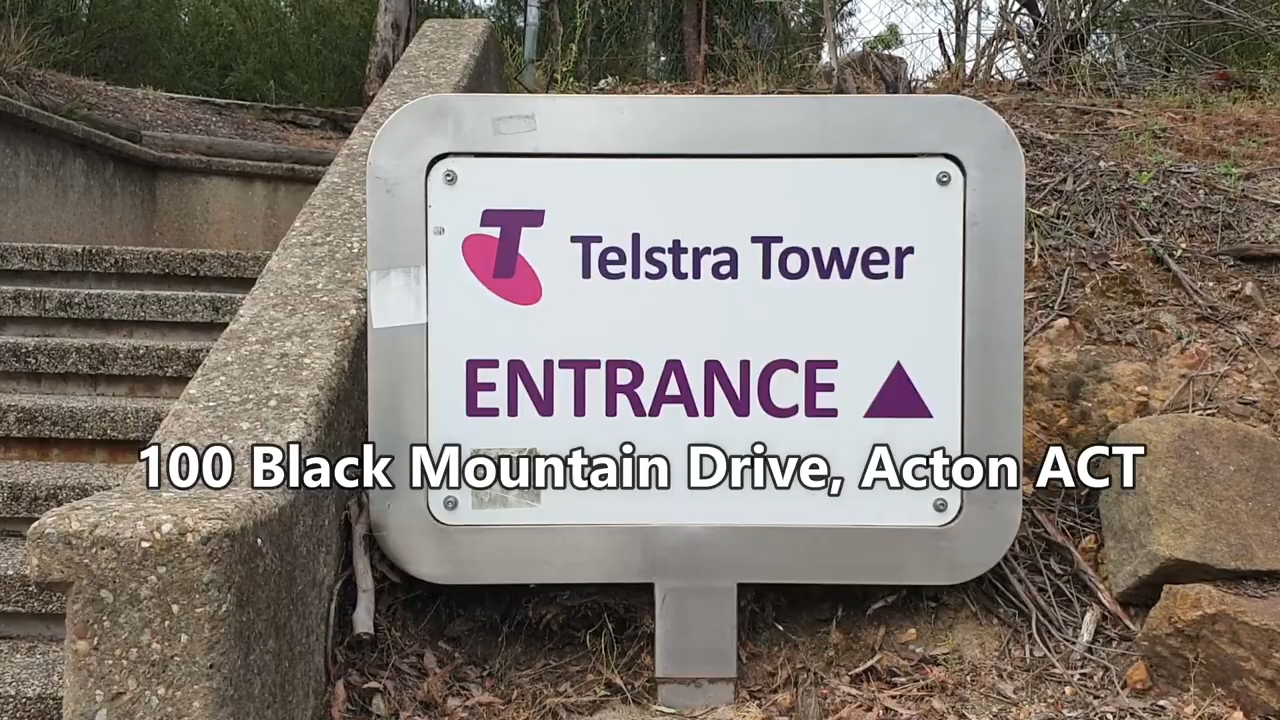 T
Telstra Tower
ENTRANCE ▲
100 Black Mountain Drive, Acton ACT